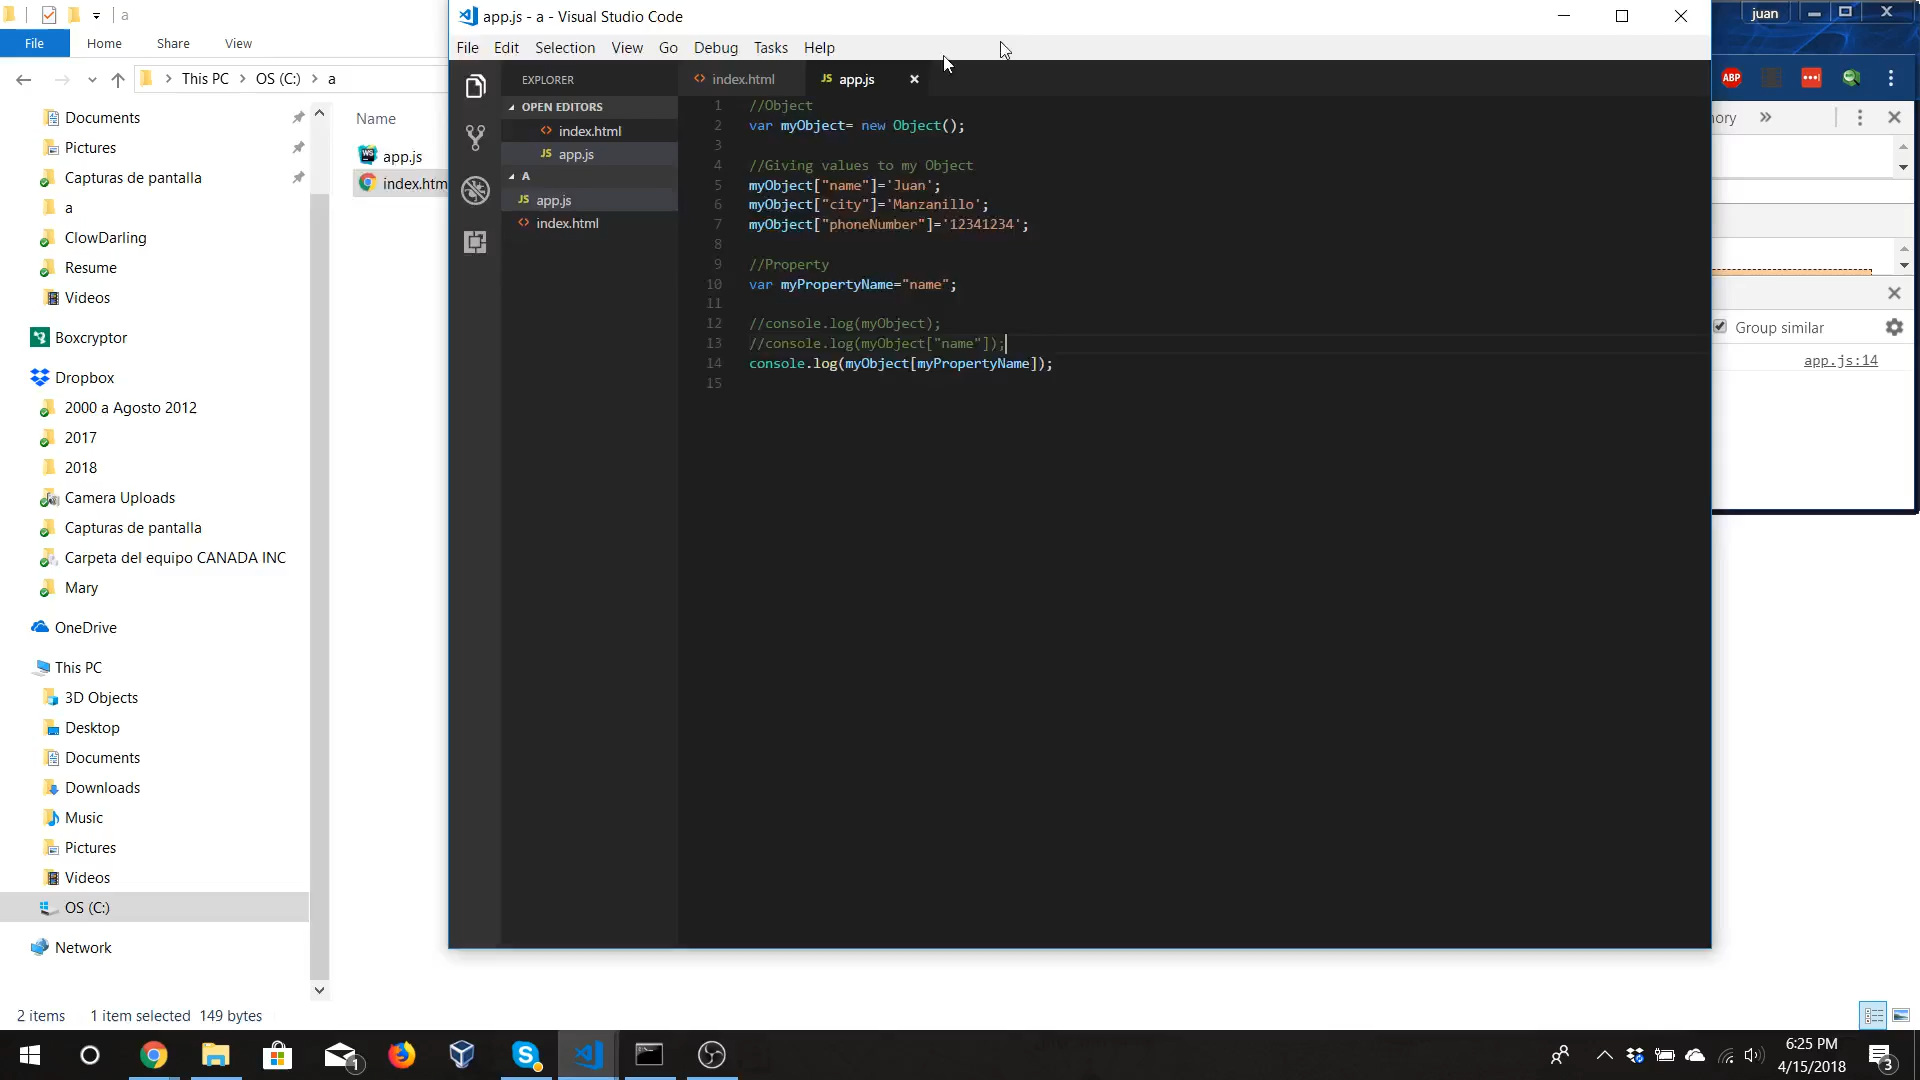 a
File
Home
Share
View
This PC
OS (C:)
a
Documents
Pictures
Capturas de pantalla
a
ClowDarling
Resume
Videos
Boxcryptor
Dropbox
2000 a Agosto 2012
2017
2018
Camera Uploads
Capturas de pantalla
Carpeta del equipo CANADA INC
Mary
OneDrive
This PC
3D Objects
Desktop
Documents
Downloads
Music
Pictures
Videos
OS (C:)
Network
2 items 1 item selected 149 bytes
Name
app.js
index.htm
app.js - a - Visual Studio Code
File Edit Selection View Go Debug Tasks Help
EXPLORER
OPEN EDITORS
index.html
JS app.js
A
JS app.js
index.html
index.html
JS app.js
1 //Object
2 var myObject= new Object();
3
4 //Giving values to my Object
5 myObject["name"]='Juan';
6 myObject["city"]='Manzanillo';
7 myObject["phoneNumber"]='12341234';
8
9 //Property
10 var myPropertyName="name";
11
12 //console.log(myObject);
13 //console.log(myObject["name"]);
14 console.log(myObject[myPropertyName]);
15
juan
ABP
ory
Group similar
app.js:14
1
6:25 PM
4/15/2018
3